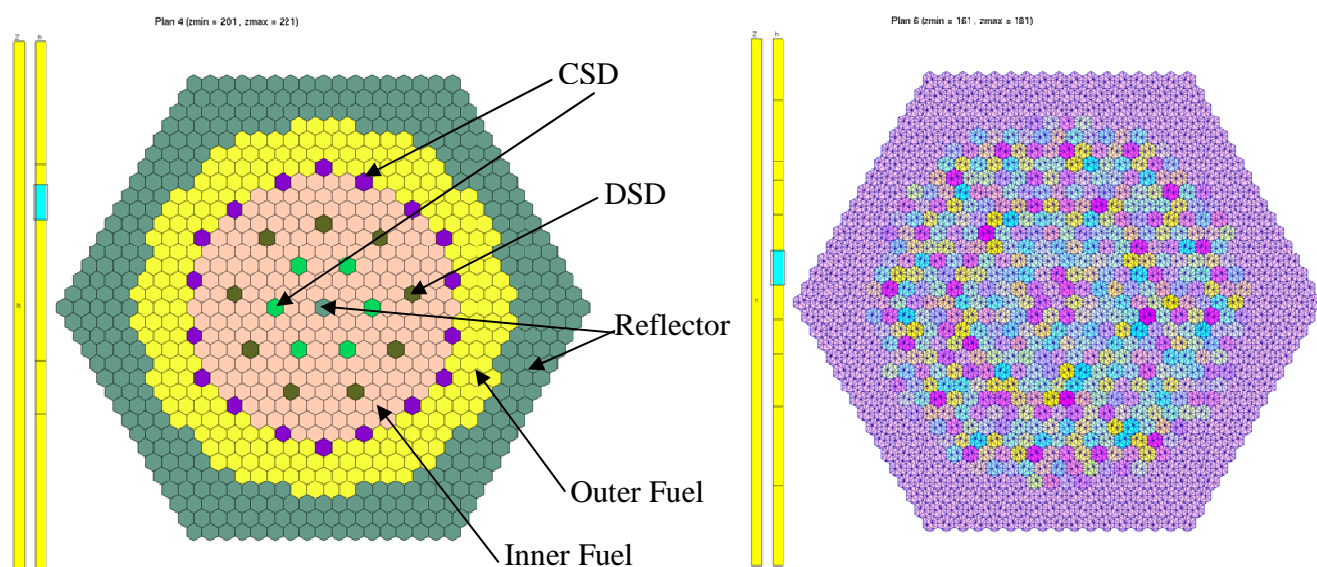 Plan 4 (zmin = 201 , zmax = 221)
Plan 6 (zmin = 161 , zmax = 181)
CSD
DSD
Reflector
Outer Fuel
Inner Fuel